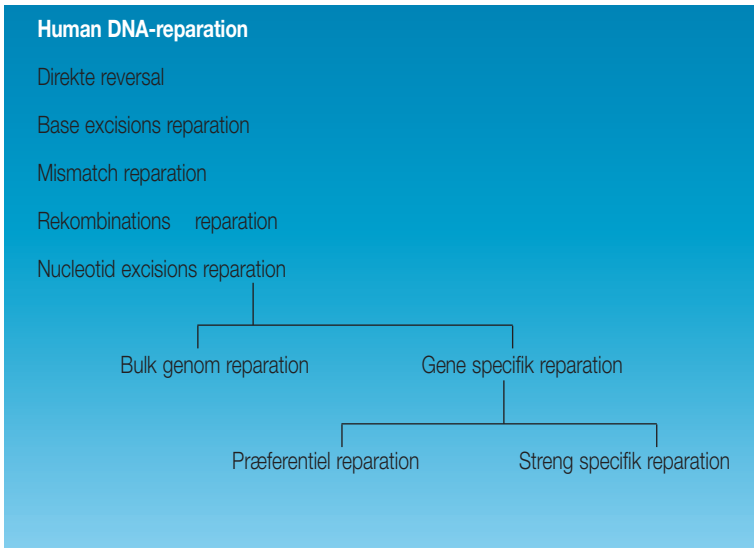 Human DNA-reparation
Direkte reversal
Base excisions reparation
Mismatch reparation
Rekombinations reparation
Nucleotid excisions reparation
Bulk genom reparation Gene specifik reparation
Præferentiel reparation Streng specifik reparation